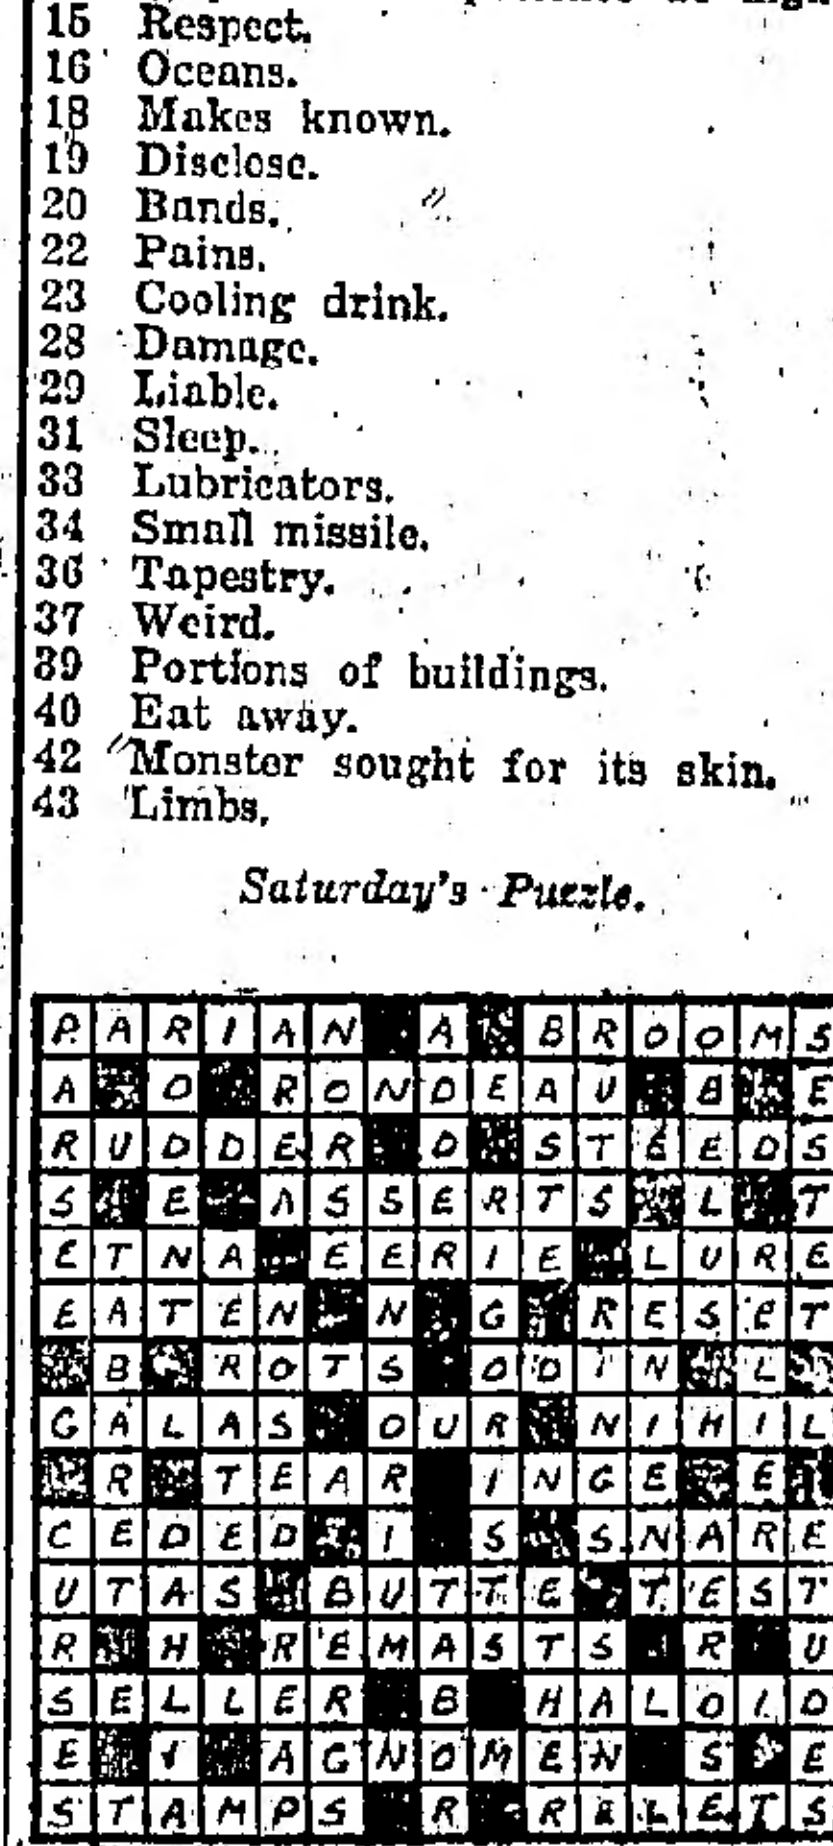 15 Respect.
16 Oceans.
18 Makes known.
19 Disclose.
20 Bands.
22 Pains.
23 Cooling drink.
28 Damage.
29 Liable.
31 Sleep.
33 Lubricators.
34 Small missile.
36 Tapestry.
37 Weird.
39 Portions of buildings.
40 Eat away.
42 Monster sought for its skin.
43 Limbs.
Saturday's Puzzle.
P A R I A N A B R O O M S
A O R O N D E A U B E
R U D D E R D S T E E D S
S E A S S E R T S L T
E T N A E E R I E L U R E
E A T E N N G R E S E T
B R O T S O D I N L
G A L A S O U R N I H I L
R T E A R I N G E E
C E D E D I S S N A R E
U T A S B U T T E T E S T
R H R E M A S T S R U
S E L L E R B H A L O I D
E I A G N O M E N S E
S T A M P S R R E L E T S